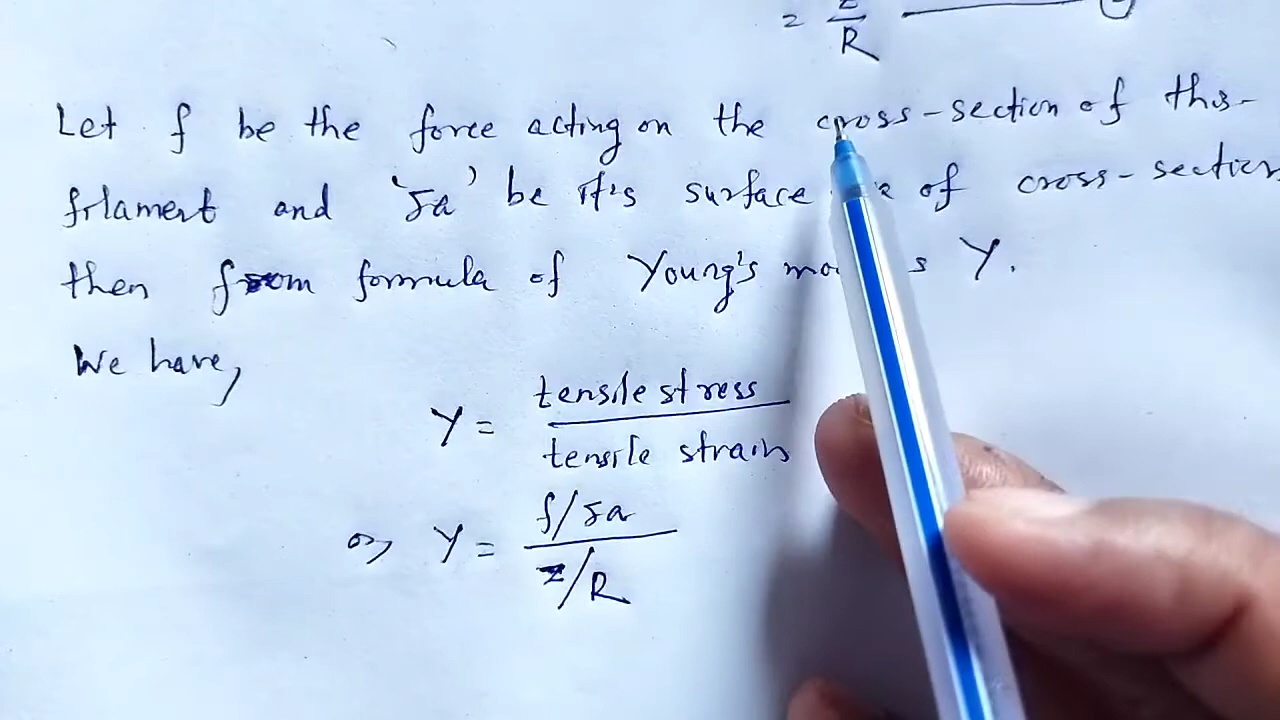 = z/R
Let f be the force acting on the cross-section of this-
filament and 'δa' be it's surface of cross-section
then from formula of Young's Y.
We have,
Y = tensile stress / tensile strain
or, Y = f/δa / z/R